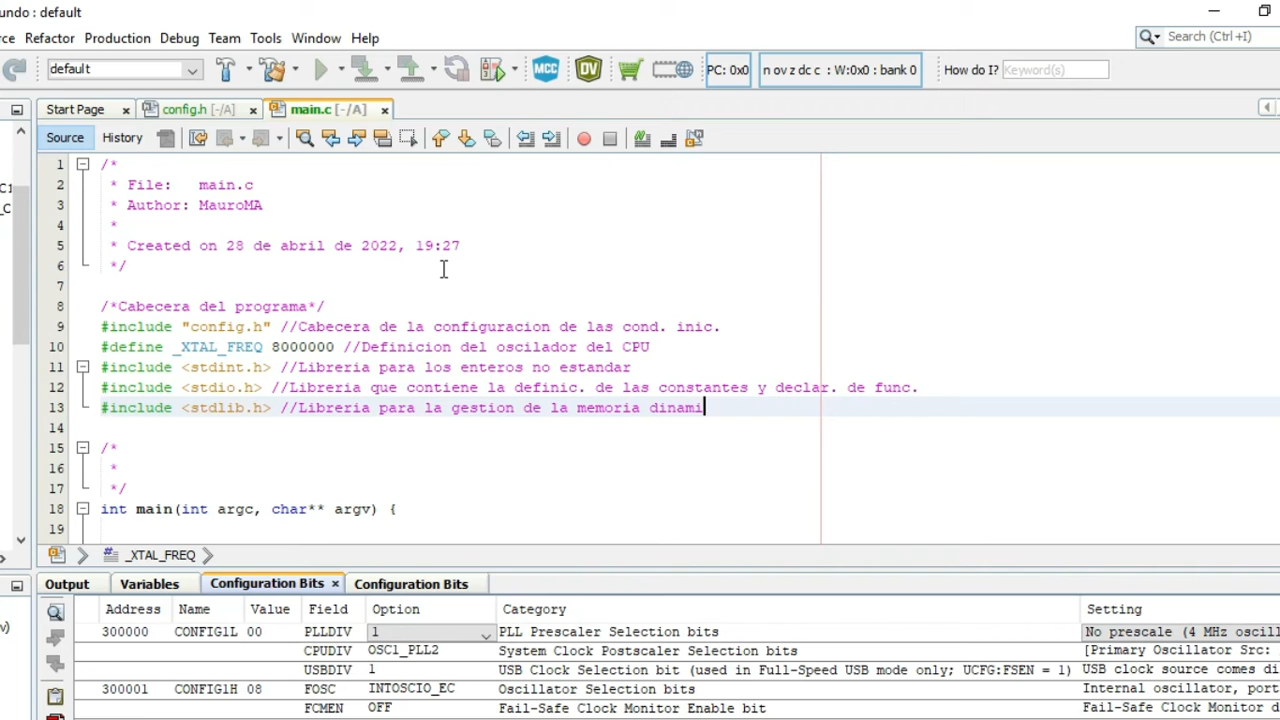 undo : default
rce Refactor Production Debug Team Tools Window Help
Search (Ctrl+I)
default MCC DV PC: 0x0 n ov z dc c : W:0x0 : bank 0 How do I? Keyword(s)
Start Page x config.h [-/A] x main.c [-/A] x
Source History
1 /*
2 * File: main.c
3 * Author: MauroMA
4 *
5 * Created on 28 de abril de 2022, 19:27
6 */
7
8 /*Cabecera del programa*/
9 #include "config.h" //Cabecera de la configuracion de las cond. inic.
10 #define _XTAL_FREQ 8000000 //Definicion del oscilador del CPU
11 #include <stdint.h> //Libreria para los enteros no estandar
12 #include <stdio.h> //Libreria que contiene la definic. de las constantes y declar. de func.
13 #include <stdlib.h> //Libreria para la gestion de la memoria dinami
14
15 /*
16 *
17 */
18 int main(int argc, char** argv) {
19
_XTAL_FREQ
Output Variables Configuration Bits x Configuration Bits
Address Name Value Field Option Category Setting
300000 CONFIG1L 00 PLLDIV 1 PLL Prescaler Selection bits No prescale (4 MHz oscill
CPUDIV OSC1_PLL2 System Clock Postscaler Selection bits [Primary Oscillator Src:
USBDIV 1 USB Clock Selection bit (used in Full-Speed USB mode only; UCFG:FSEN = 1) USB clock source comes di
300001 CONFIG1H 08 FOSC INTOSCIO_EC Oscillator Selection bits Internal oscillator, port
FCMEN OFF Fail-Safe Clock Monitor Enable bit Fail-Safe Clock Monitor d